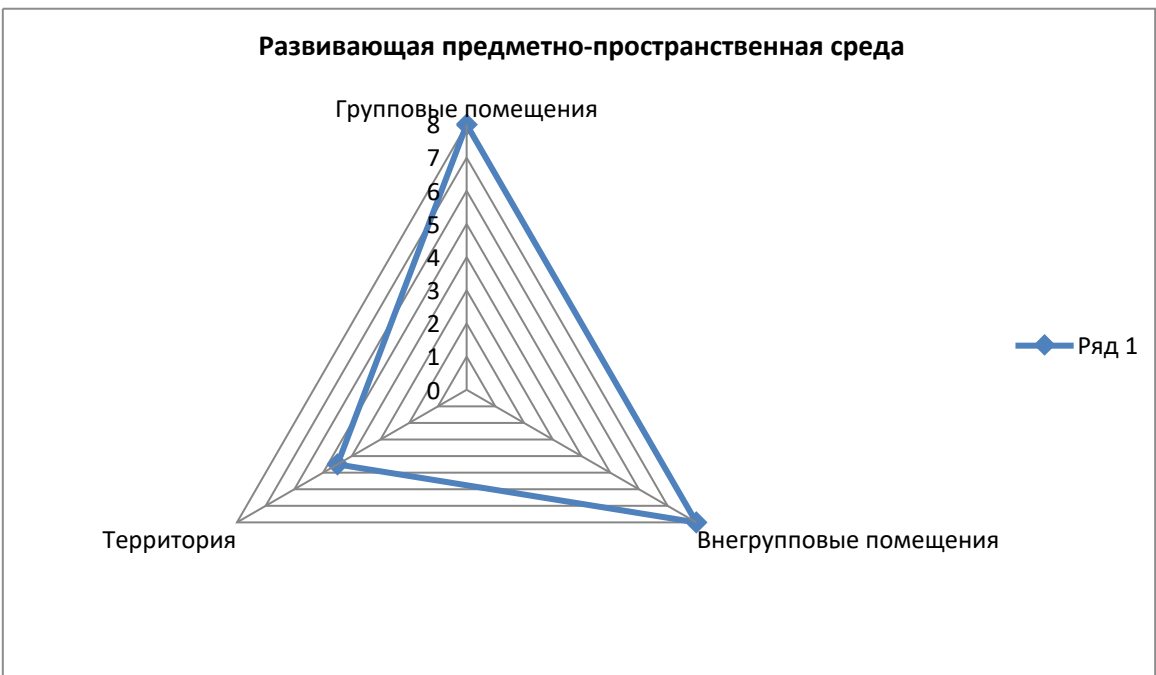 Развивающая предметно-пространственная среда
Групповые помещения
8
7
6
5
4
3
2
1
0
Ряд 1
Территория
Внегрупповые помещения